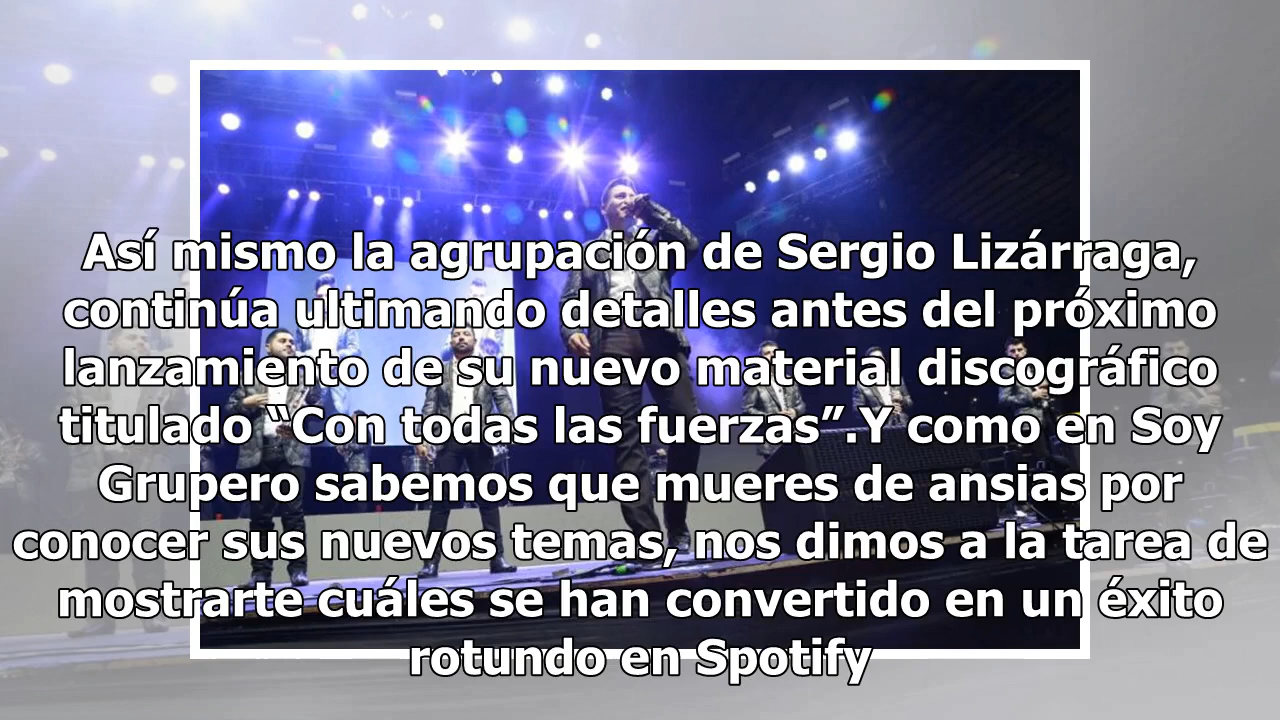 Así mismo la agrupación de Sergio Lizárraga,
continúa ultimando detalles antes del próximo
lanzamiento de su nuevo material discográfico
titulado “Con todas las fuerzas”.Y como en Soy
Grupero sabemos que mueres de ansias por
conocer sus nuevos temas, nos dimos a la tarea de
mostrarte cuáles se han convertido en un éxito
rotundo en Spotify